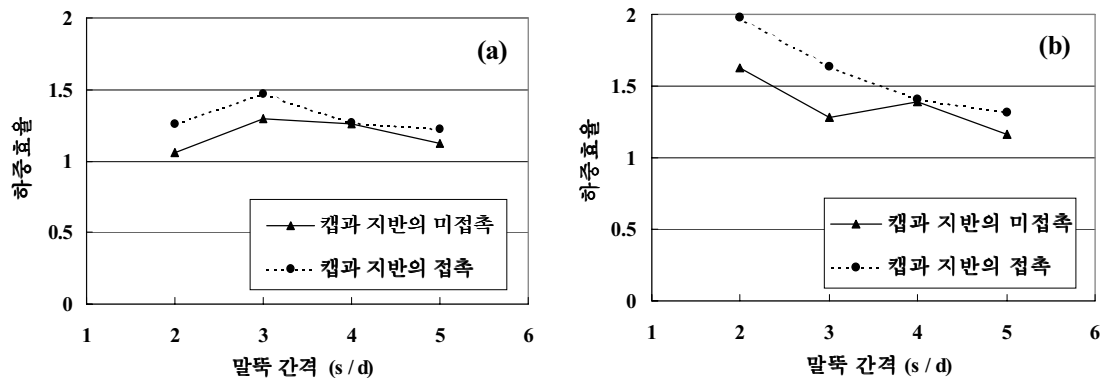 2
1.5
1
0.5
0
하중효율
(a)
캡과 지반의 미접촉
캡과 지반의 접촉
1 2 3 4 5 6
말뚝 간격 (s / d)
2
1.5
1
0.5
0
하중효율
(b)
캡과 지반의 미접촉
캡과 지반의 접촉
1 2 3 4 5 6
말뚝 간격 (s / d)